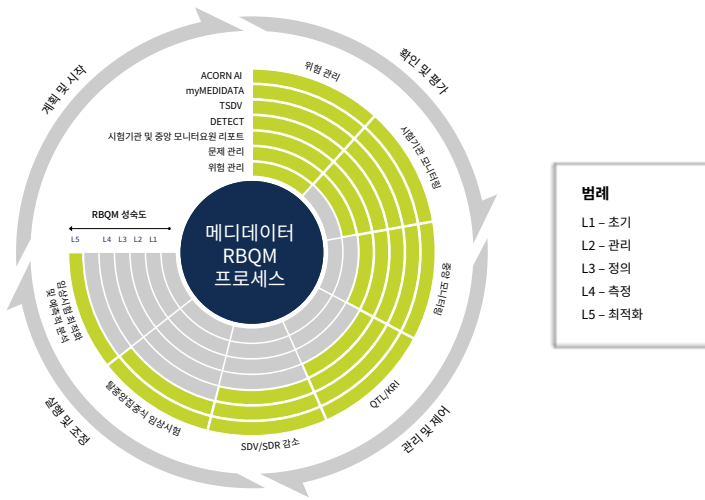 계획 및 시작
확인 및 평가
ACORN AI
myMEDIDATA
TSDV
DETECT
시험기관 및 중앙 모니터요원 리포트
문제 관리
위험 관리
위험 관리
시험기관 모니터링
중앙 모니터링
QTL/KRI
SDV/SDR 감소
탈중앙집중식 임상시험
임상시험 최적화
및 예측적 분석
RBQM 성숙도
L5 L4 L3 L2 L1
메디데이터
RBQM
프로세스
실행 및 조정
관리 및 제어
범례
L1 – 초기
L2 – 관리
L3 – 정의
L4 – 측정
L5 – 최적화